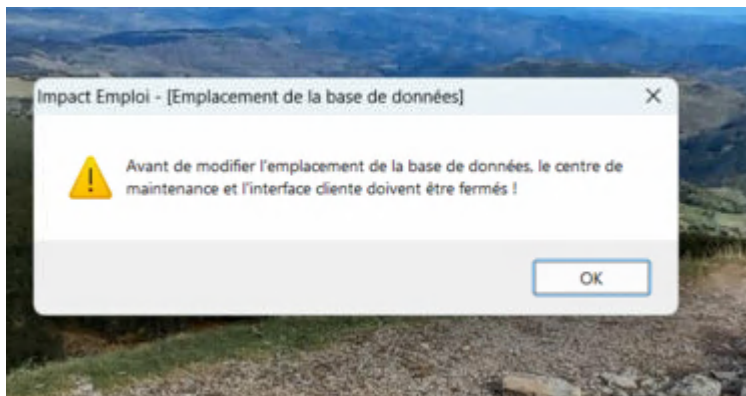 Impact Emploi - [Emplacement de la base de données]
Avant de modifier l'emplacement de la base de données, le centre de
maintenance et l'interface cliente doivent être fermés !
OK